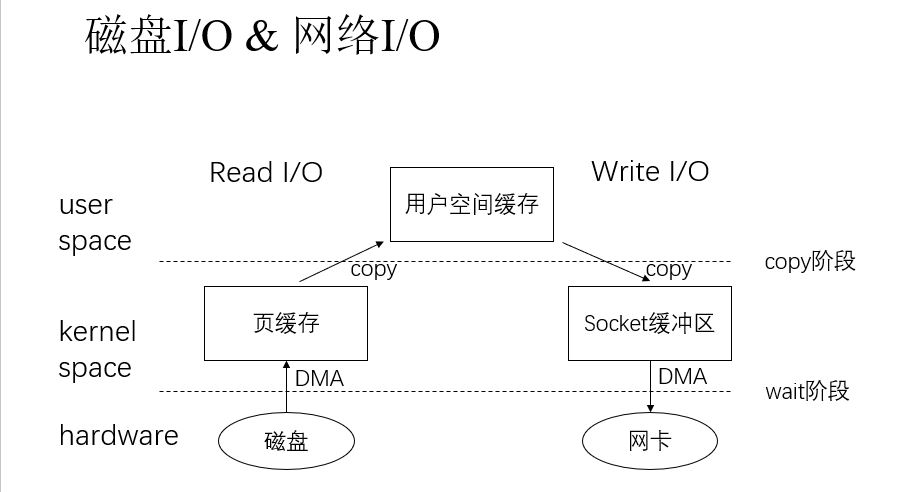 磁盘I/O & 网络I/O
Read I/O
Write I/O
user
space
用户空间缓存
copy
copy
copy阶段
kernel
space
页缓存
Socket缓冲区
DMA
DMA
wait阶段
hardware
磁盘
网卡